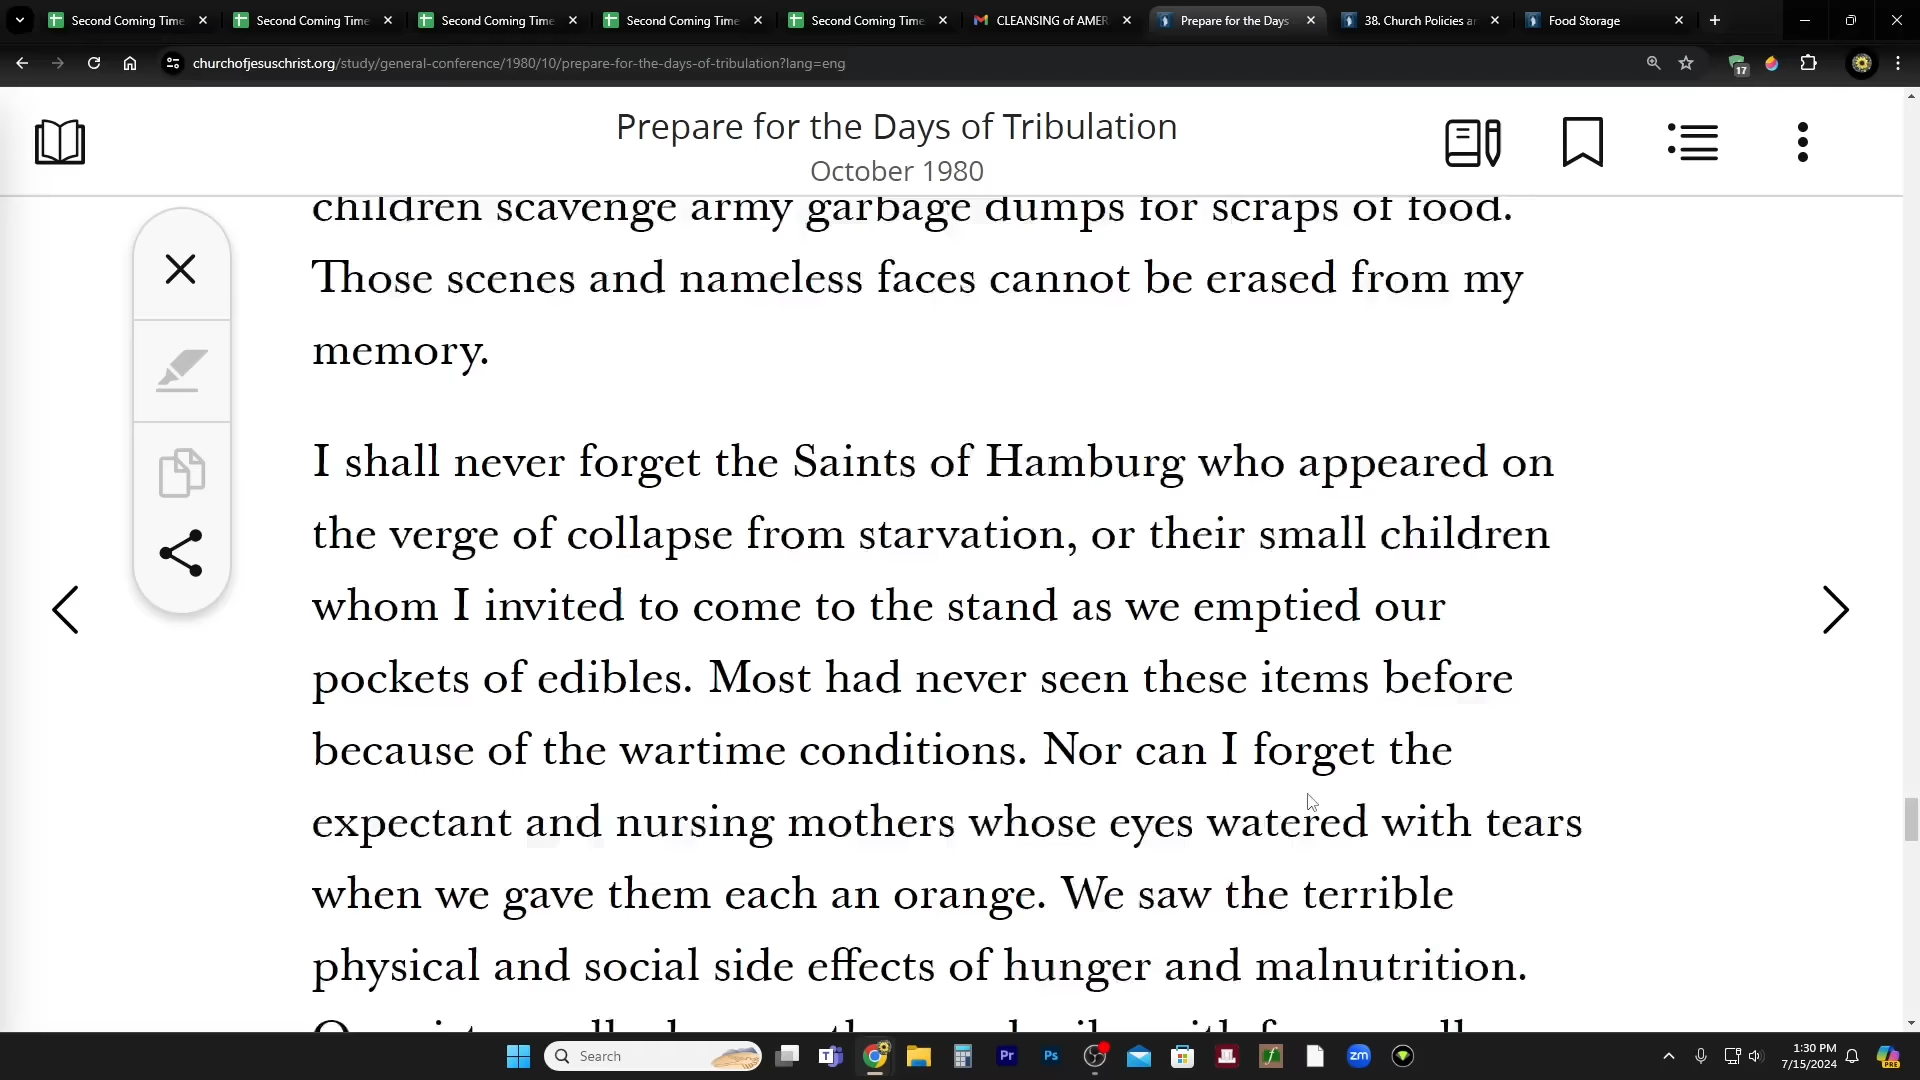 Second Coming Time
Second Coming Time
Second Coming Time
Second Coming Time
Second Coming Time
CLEANSING of AMER
Prepare for the Days
38. Church Policies ar
Food Storage
churchofjesuschrist.org/study/general-conference/1980/10/prepare-for-the-days-of-tribulation?lang=eng
17
Prepare for the Days of Tribulation
October 1980
children scavenge army garbage dumps for scraps of food.
Those scenes and nameless faces cannot be erased from my
memory.
I shall never forget the Saints of Hamburg who appeared on
the verge of collapse from starvation, or their small children
whom I invited to come to the stand as we emptied our
pockets of edibles. Most had never seen these items before
because of the wartime conditions. Nor can I forget the
expectant and nursing mothers whose eyes watered with tears
when we gave them each an orange. We saw the terrible
physical and social side effects of hunger and malnutrition.
Search
Pr
Ps
zm
1:30 PM
7/15/2024